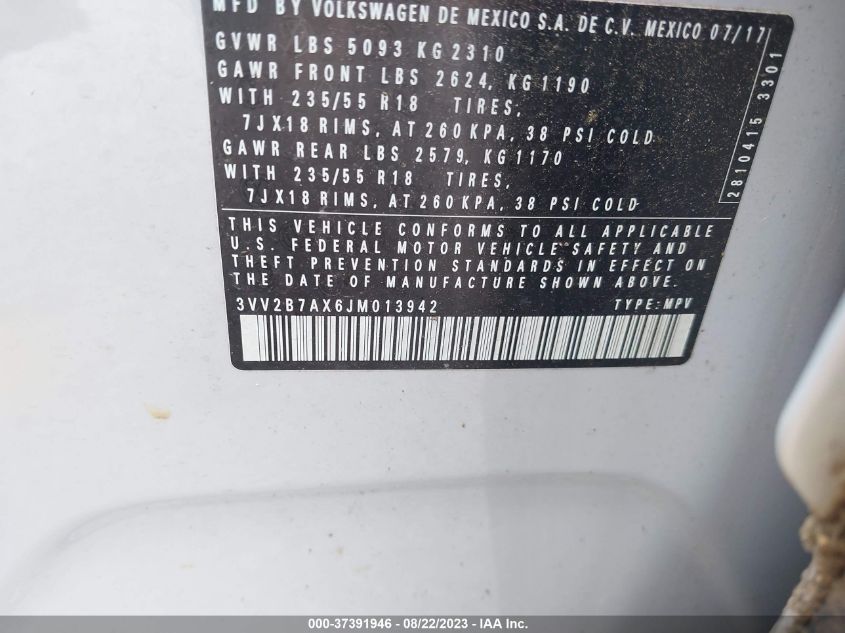 MFD BY VOLKSWAGEN DE MEXICO S.A. DE C.V. MEXICO 07/17
GVWR LBS 5093 KG 2310
GAWR FRONT LBS 2624, KG 1190
WITH 235/55 R18 TIRES,
7JX18 RIMS, AT 260 KPA, 38 PSI COLD
GAWR REAR LBS 2579, KG 1170
WITH 235/55 R18 TIRES,
7JX18 RIMS, AT 260 KPA, 38 PSI COLD
2810415 3301
THIS VEHICLE CONFORMS TO ALL APPLICABLE
U.S. FEDERAL MOTOR VEHICLE SAFETY AND
THEFT PREVENTION STANDARDS IN EFFECT ON
THE DATE OF MANUFACTURE SHOWN ABOVE.
3VV2B7AX6JM013942 TYPE: MPV
000-37391946 - 08/22/2023 - IAAI.com.